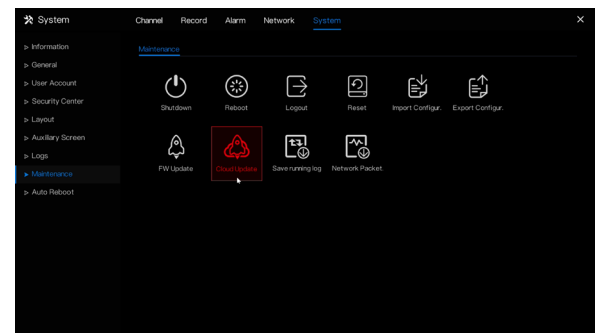 System
Channel Record Alarm Network System
Information
General
User Account
Security Center
Layout
Auxiliary Screen
Logs
Maintenance
Auto Reboot
Maintenance
Shutdown Reboot Logout Reset Import Configur. Export Configur.
FW Update Cloud Update Save running log Network Packet.